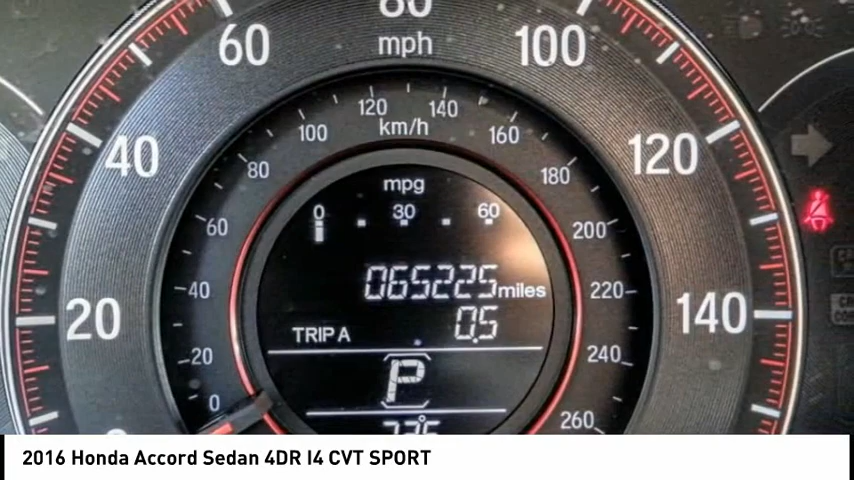 80
60 mph 100
120 140
100 km/h 160
40 120
80 mpg 180
0 30 60
60 200
065225 miles
40 220
20 140
TRIP A 0.5
20 240
P
0 260
2016 Honda Accord Sedan 4DR I4 CVT SPORT